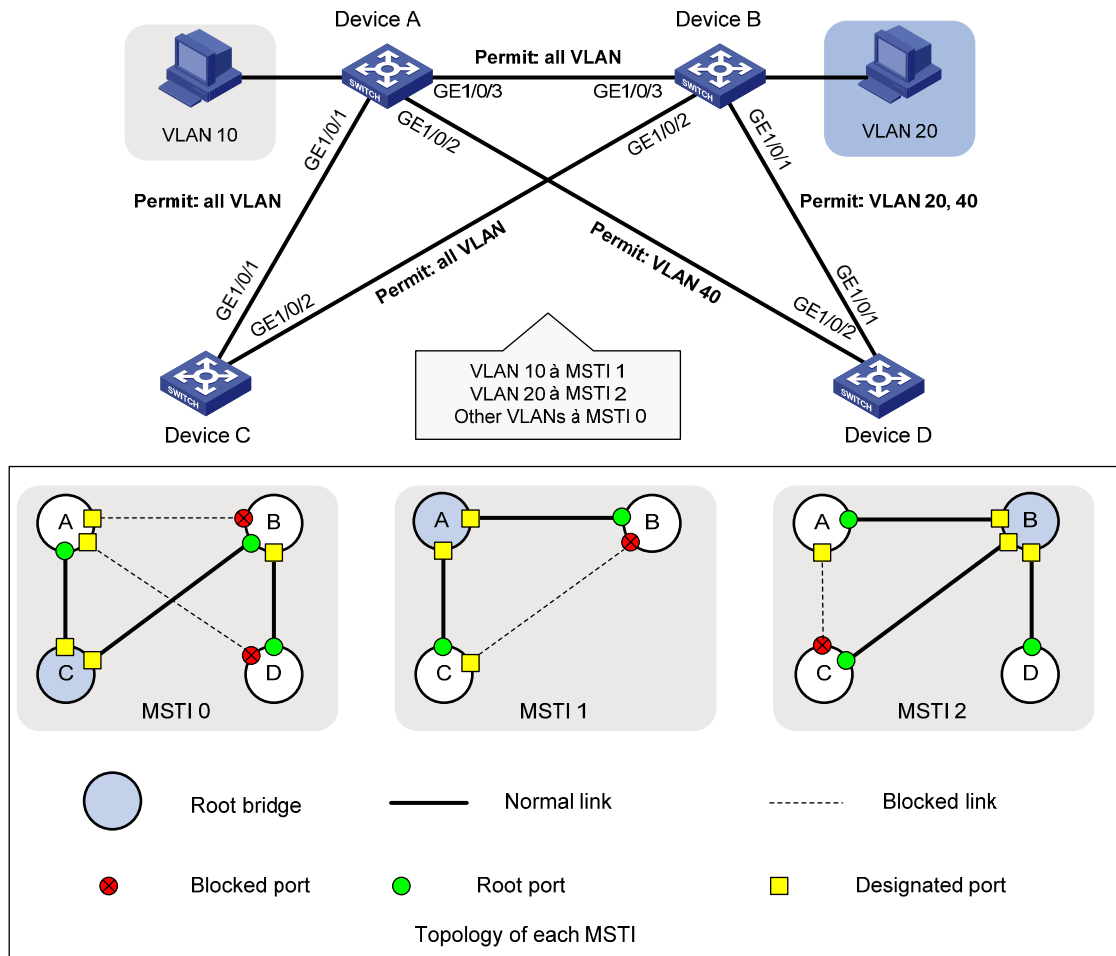 Device A
Device B
Permit: all VLAN
SWITCH
SWITCH
GE1/0/3
GE1/0/3
VLAN 10
VLAN 20
GE1/0/1
GE1/0/2
GE1/0/2
GE1/0/1
Permit: all VLAN
Permit: VLAN 20, 40
Permit: all VLAN
Permit: VLAN 40
GE1/0/1
GE1/0/2
GE1/0/2
GE1/0/1
SWITCH
SWITCH
VLAN 10 à MSTI 1
VLAN 20 à MSTI 2
Other VLANs à MSTI 0
Device C
Device D
A
B
C
D
MSTI 0
A
B
C
MSTI 1
A
B
C
D
MSTI 2
Root bridge
Normal link
Blocked link
Blocked port
Root port
Designated port
Topology of each MSTI